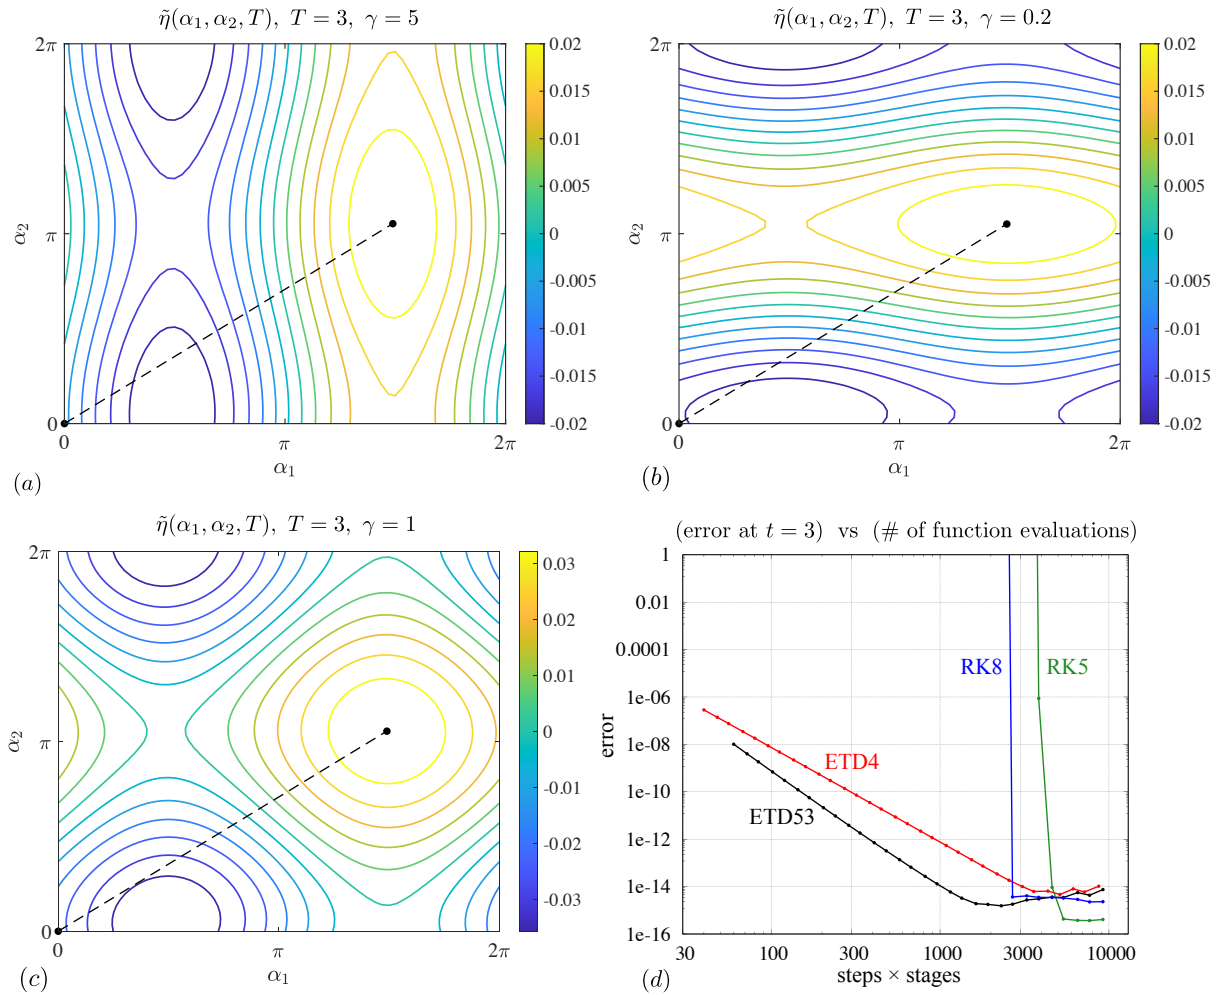 η̃(α₁, α₂, T), T = 3, γ = 5
2π
π
0
α₂
0
π
2π
α₁
0.02
0.015
0.01
0.005
0
-0.005
-0.01
-0.015
-0.02
(a)
η̃(α₁, α₂, T), T = 3, γ = 0.2
2π
π
0
α₂
0
π
2π
α₁
0.02
0.015
0.01
0.005
0
-0.005
-0.01
-0.015
-0.02
(b)
η̃(α₁, α₂, T), T = 3, γ = 1
2π
π
0
α₂
0
π
2π
α₁
0.03
0.02
0.01
0
-0.01
-0.02
-0.03
(c)
(error at t = 3) vs (# of function evaluations)
1
0.01
0.0001
1e-06
1e-08
1e-10
1e-12
1e-14
1e-16
error
RK8
RK5
ETD4
ETD53
30
100
300
1000
3000
10000
steps × stages
(d)